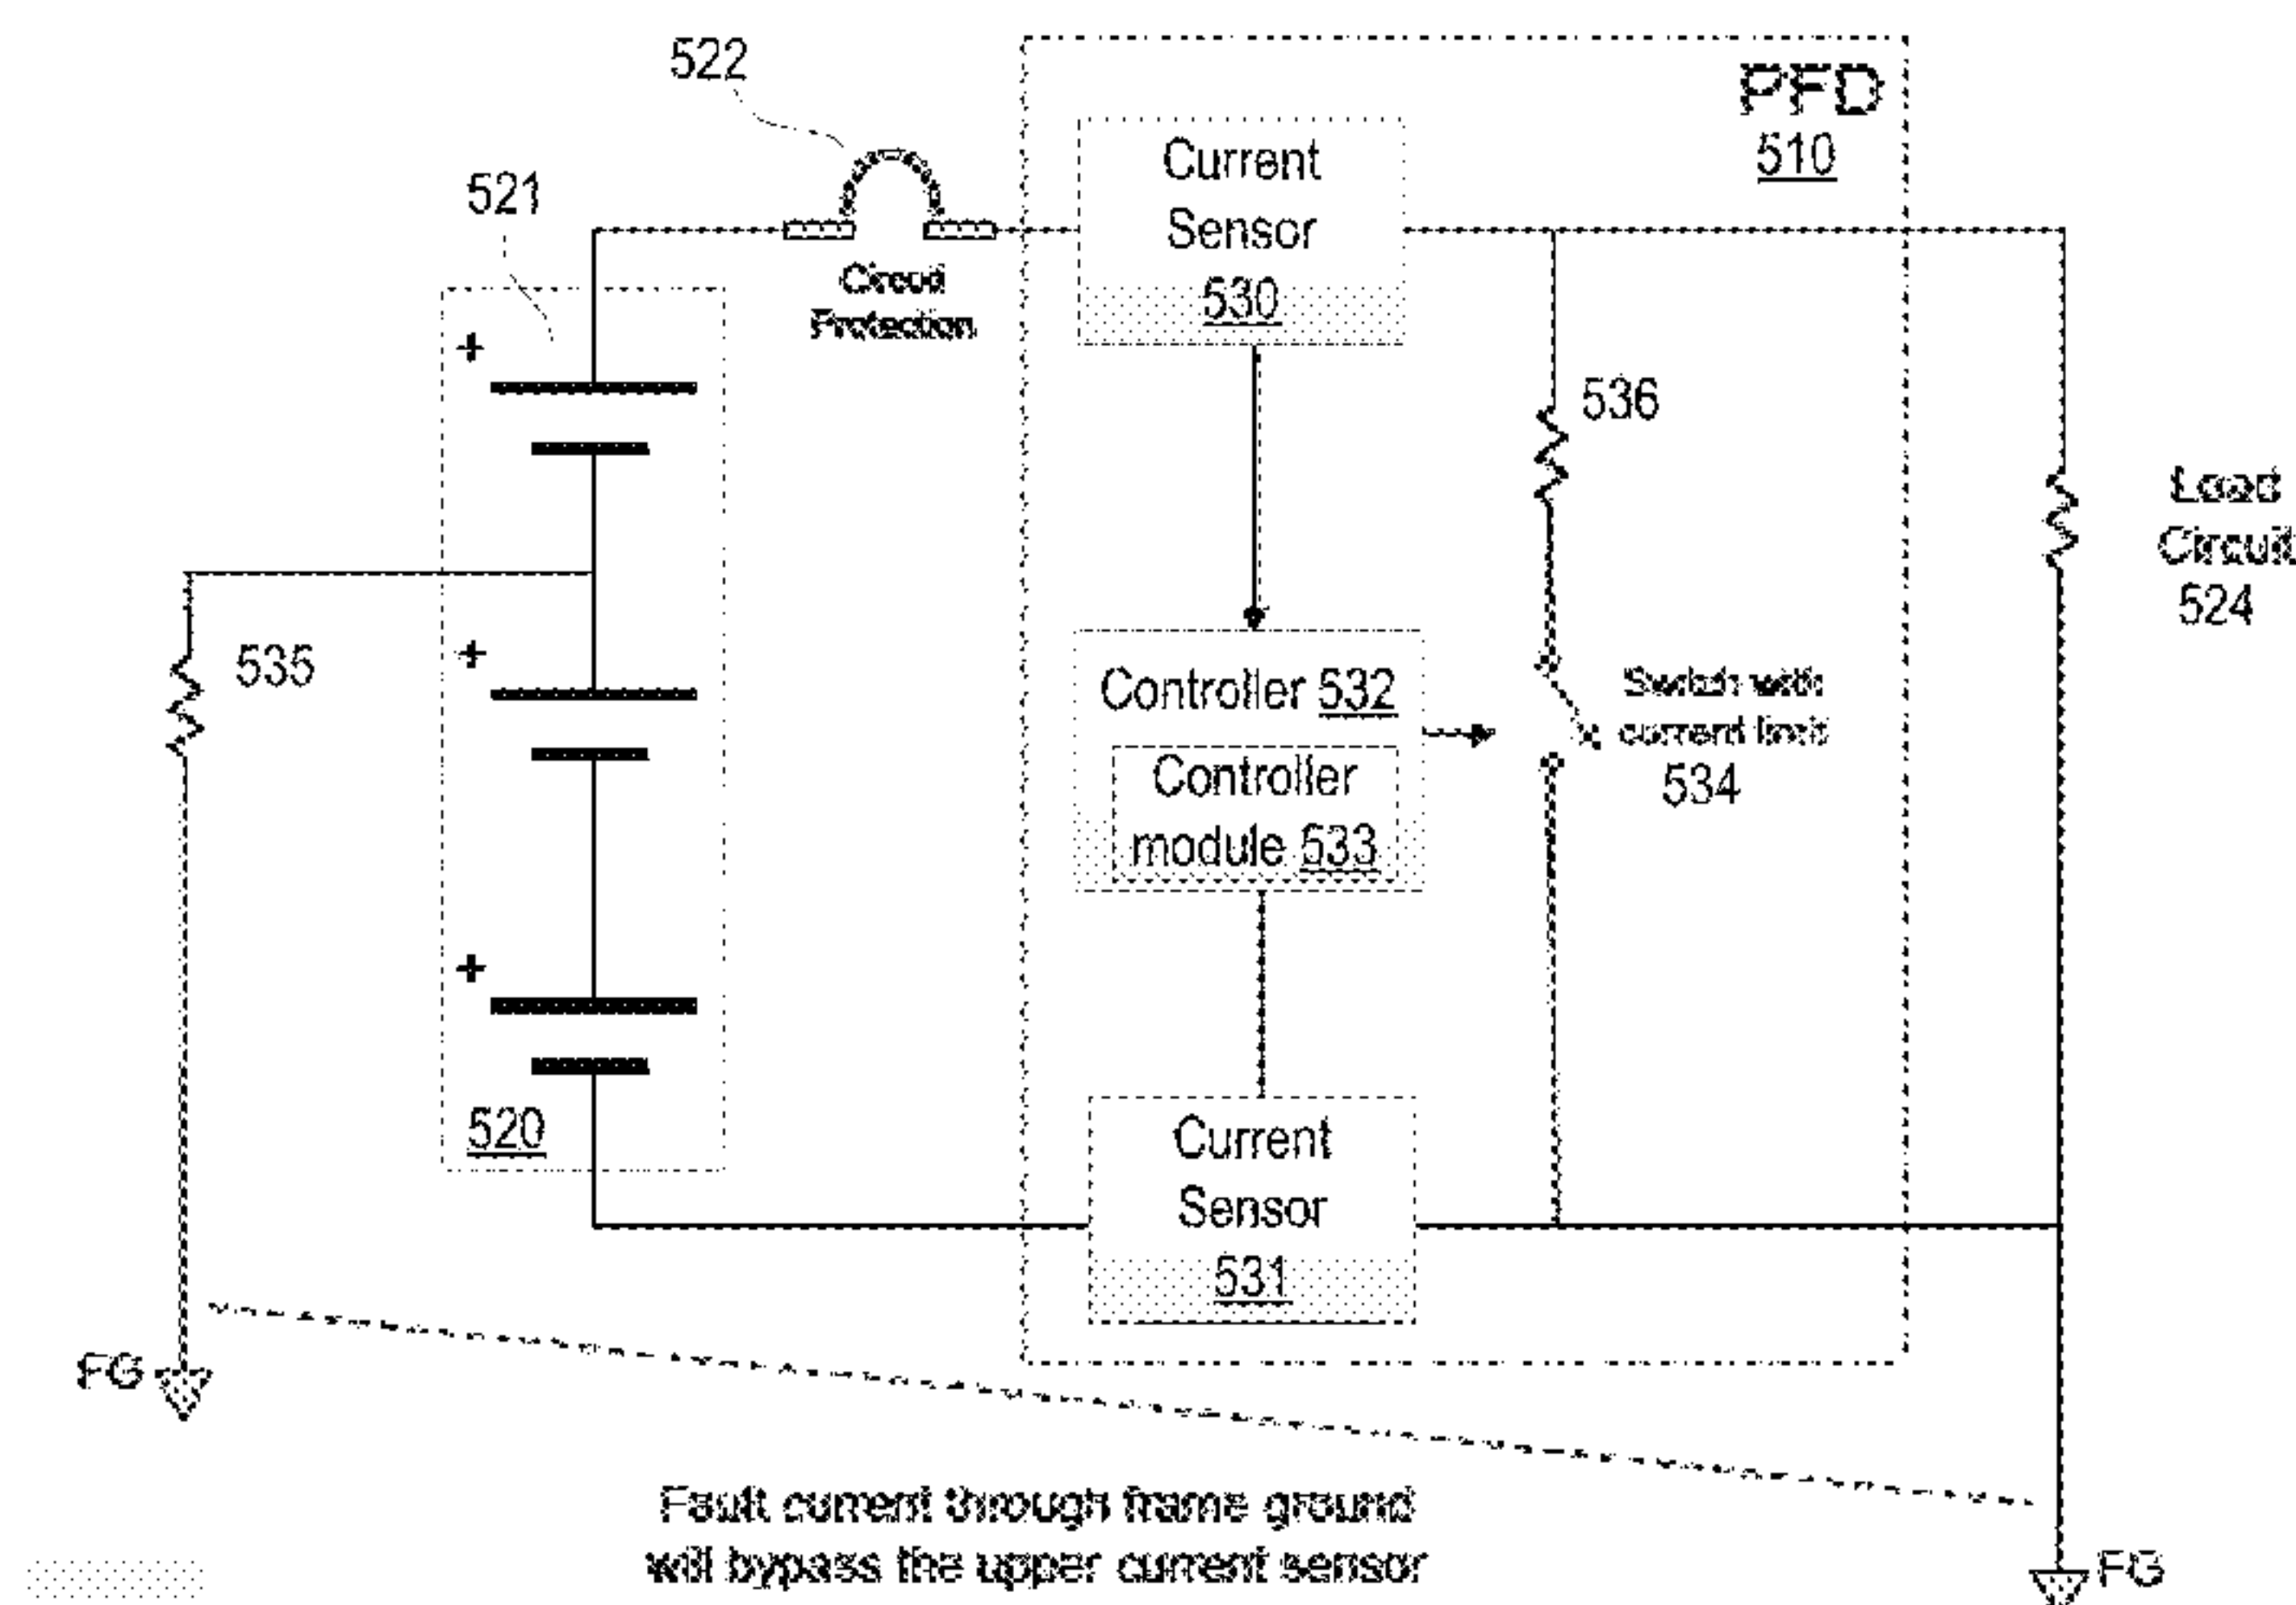 522
PFD
510
521
Current
Sensor
530
Circuit
Protection
+
536
Load
Circuit
524
535
+
Controller 532
Switch with
current limit
534
Controller
module 533
+
520
Current
Sensor
531
FG
Fault current through frame ground
will bypass the upper current sensor
FG